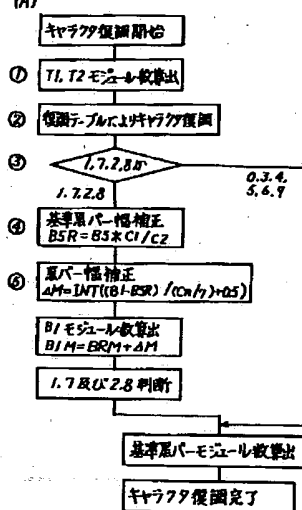 (A)
キャラクタ復調開始
① T1, T2 モジュール数算出
② 復調テーブルによりキャラクタ復調
③ 1,7,2,8か
0,3,4,
5,6,9
1,7,2,8
④ 基準黒バー幅補正
BSR=BS*C1/C2
⑤ 黒バー幅補正
ΔM=INT((B1-BSR)/(Cn/7)+0.5)
B1モジュール数算出
B1M=BRM+ΔM
1,7及び2,8判断
基準黒バーモジュール数算出
キャラクタ復調完了